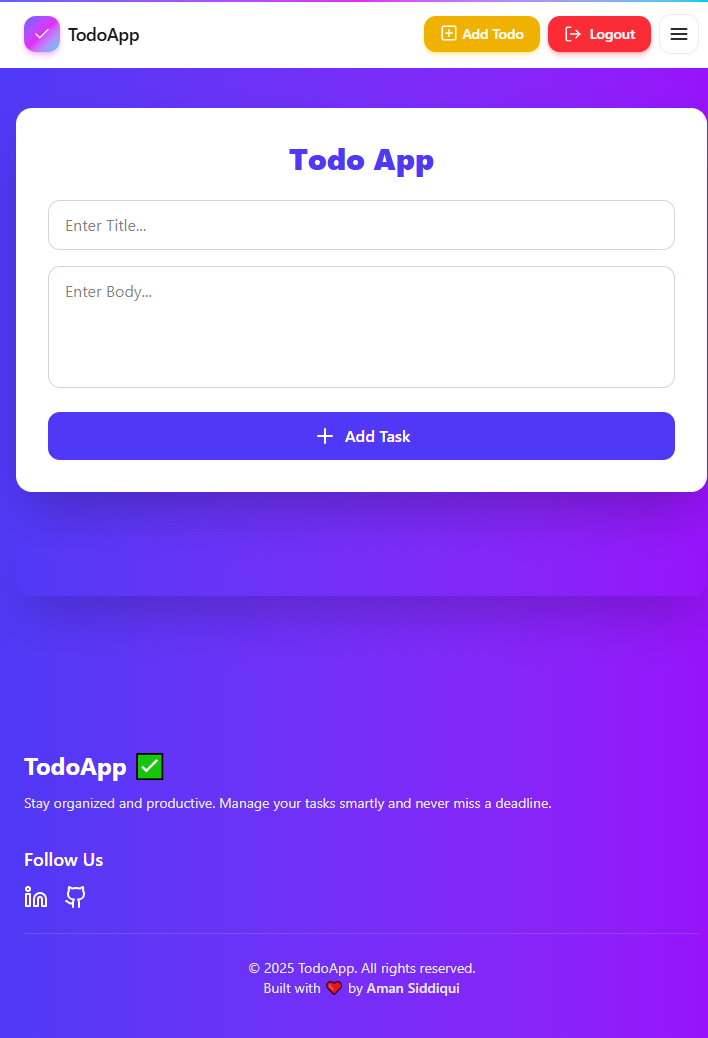 TodoApp
Add Todo
Logout
Todo App
Enter Title...
Enter Body...
Add Task
TodoApp ✅
Stay organized and productive. Manage your tasks smartly and never miss a deadline.
Follow Us
© 2025 TodoApp. All rights reserved.
Built with ❤️ by Aman Siddiqui